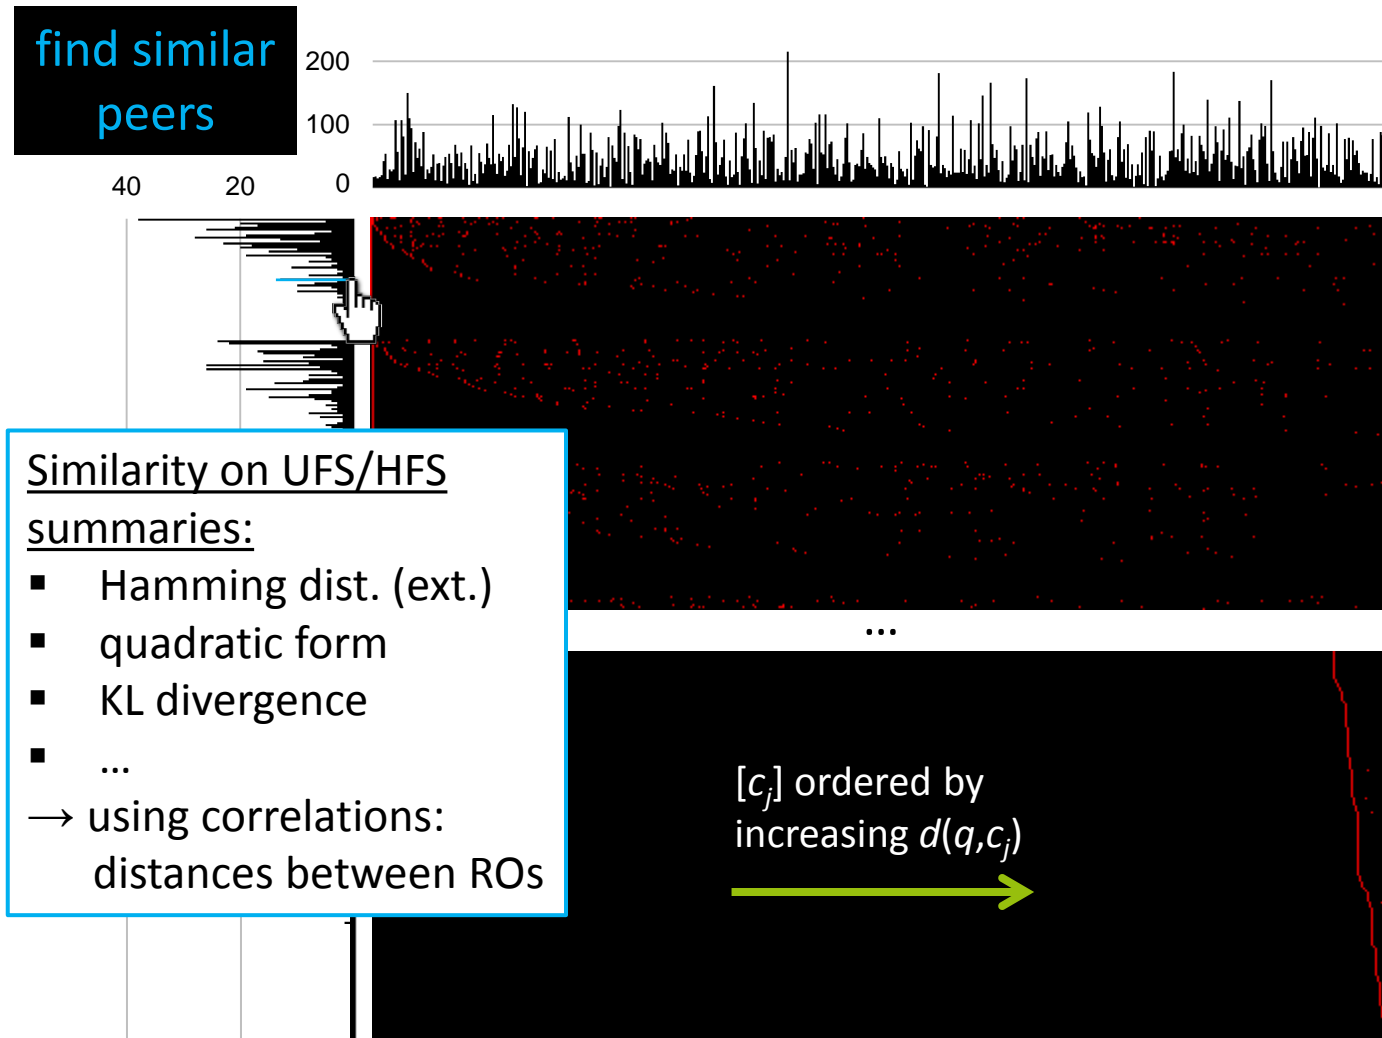 find similar
peers
200
100
0
40
20
Similarity on UFS/HFS
summaries:
▪ Hamming dist. (ext.)
▪ quadratic form
▪ KL divergence
▪ …
→ using correlations:
distances between ROs
…
[cj] ordered by
increasing d(q,cj)